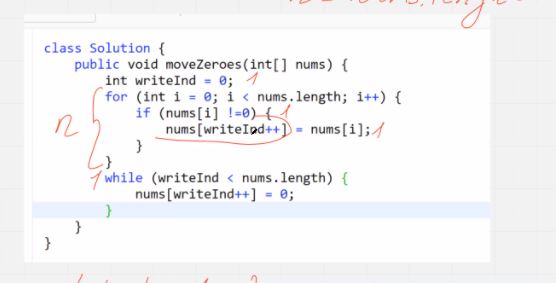 class Solution {
public void moveZeroes(int[] nums) {
int writeInd = 0; 1
n for (int i = 0; i < nums.length; i++) {
if (nums[i] !=0) { 1
nums[writeInd++] = nums[i]; 1
}
}
1 while (writeInd < nums.length) {
nums[writeInd++] = 0;
}
}
}